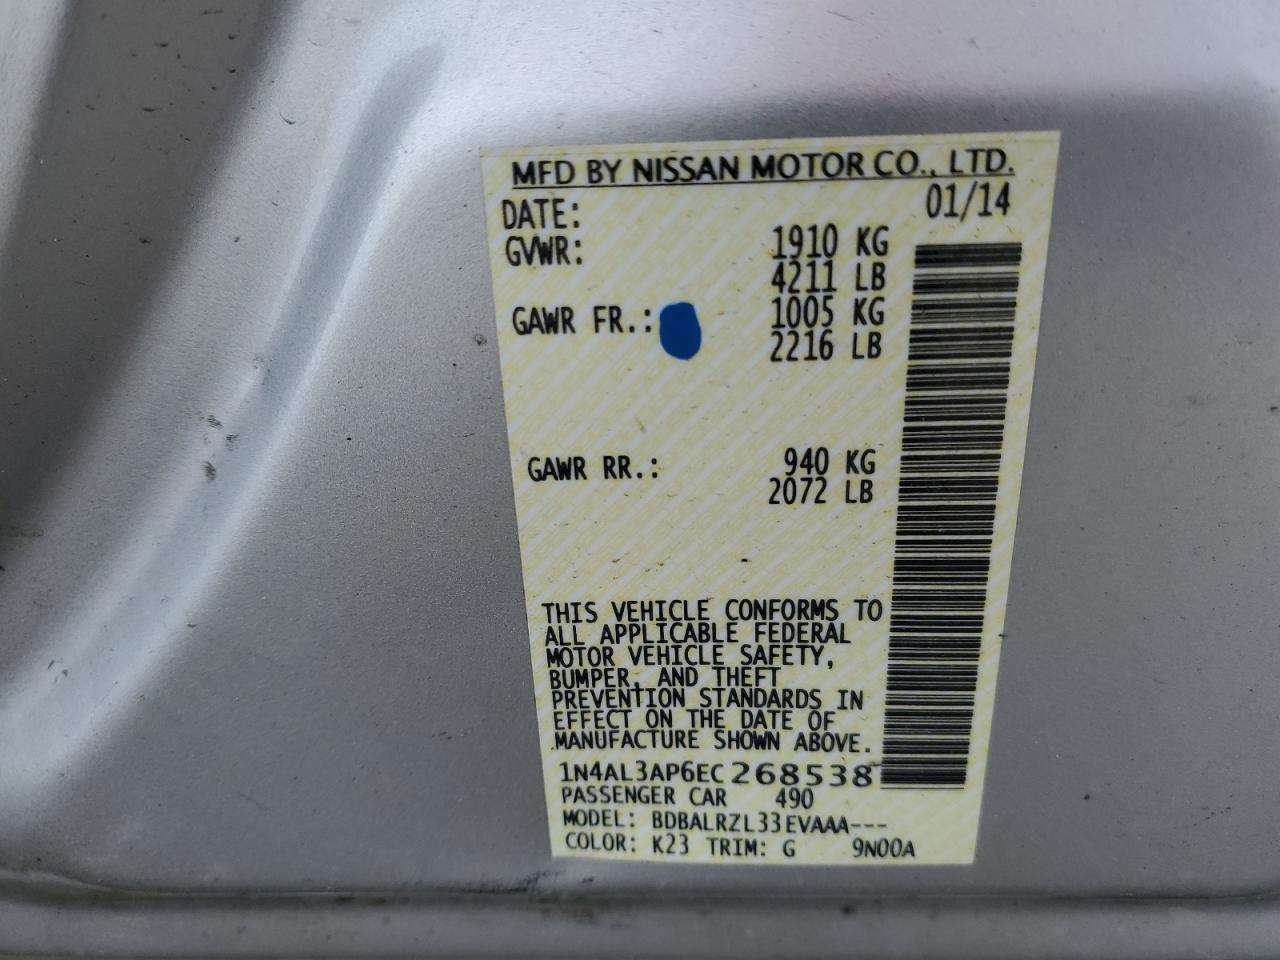 MFD BY NISSAN MOTOR CO., LTD.
DATE: 01/14
GVWR: 1910 KG
4211 LB
GAWR FR.: 1005 KG
2216 LB
GAWR RR.: 940 KG
2072 LB
THIS VEHICLE CONFORMS TO
ALL APPLICABLE FEDERAL
MOTOR VEHICLE SAFETY,
BUMPER, AND THEFT
PREVENTION STANDARDS IN
EFFECT ON THE DATE OF
MANUFACTURE SHOWN ABOVE.
1N4AL3AP6EC268538
PASSENGER CAR 490
MODEL: BDBALRZL33EVAAA---
COLOR: K23 TRIM: G 9N00A